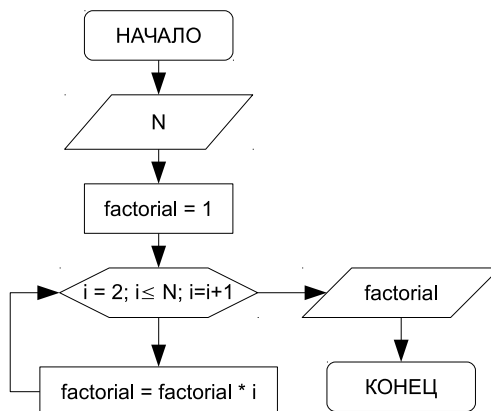 НАЧАЛО
N
factorial = 1
i = 2; i≤ N; i=i+1
factorial
factorial = factorial * i
КОНЕЦ